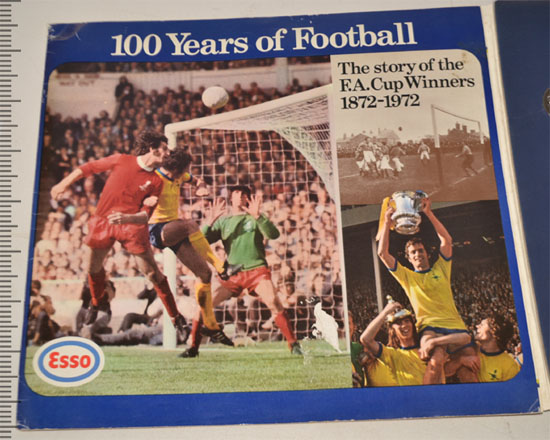 100 Years of Football
The story of the
F.A. Cup Winners
1872-1972
Esso